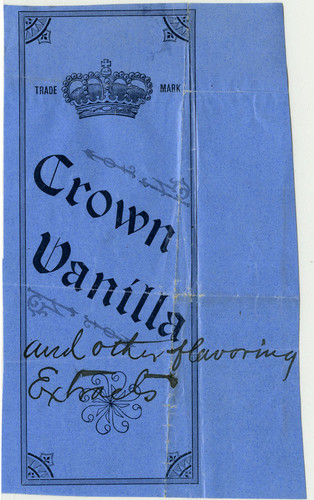 TRADE MARK
Crown
Vanilla
and other flavoring
Extracts